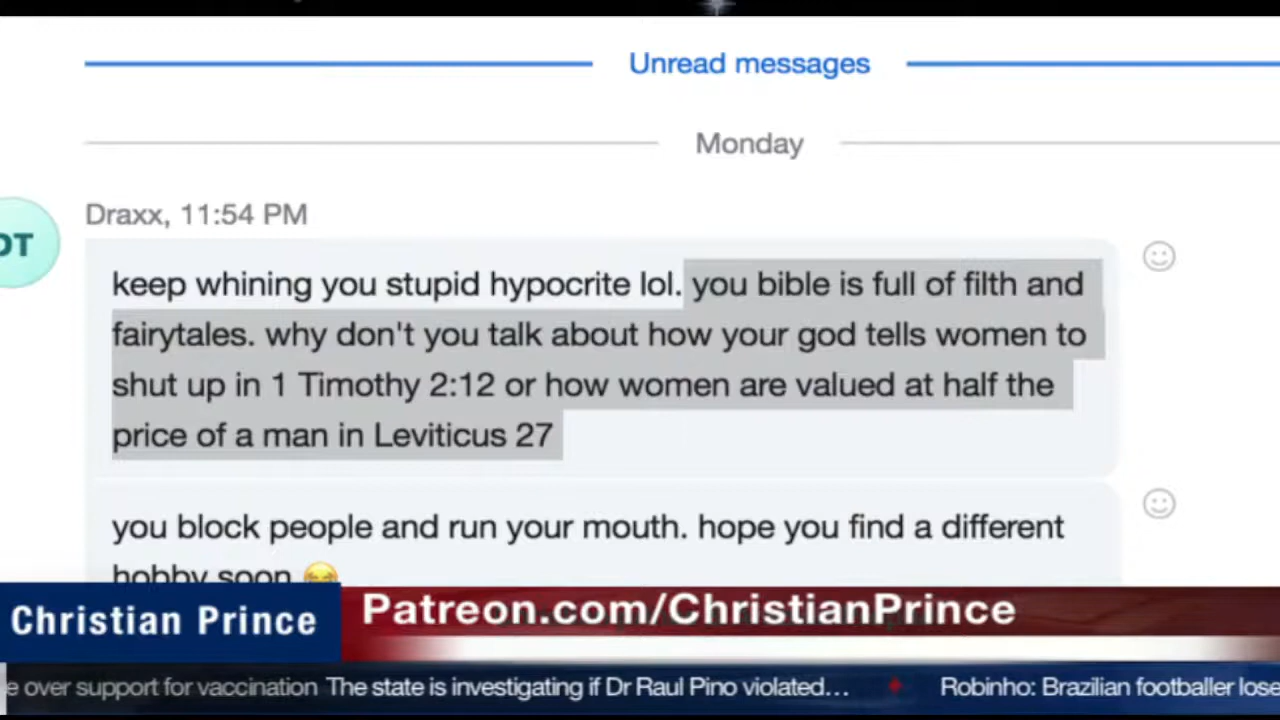 Unread messages
Monday
Draxx, 11:54 PM
DT
keep whining you stupid hypocrite lol. you bible is full of filth and
fairytales. why don't you talk about how your god tells women to
shut up in 1 Timothy 2:12 or how women are valued at half the
price of a man in Leviticus 27
you block people and run your mouth. hope you find a different
hobby soon 😂
Christian Prince
Patreon.com/ChristianPrince
e over support for vaccination The state is investigating if Dr Raul Pino violated... Robinho: Brazilian footballer lose